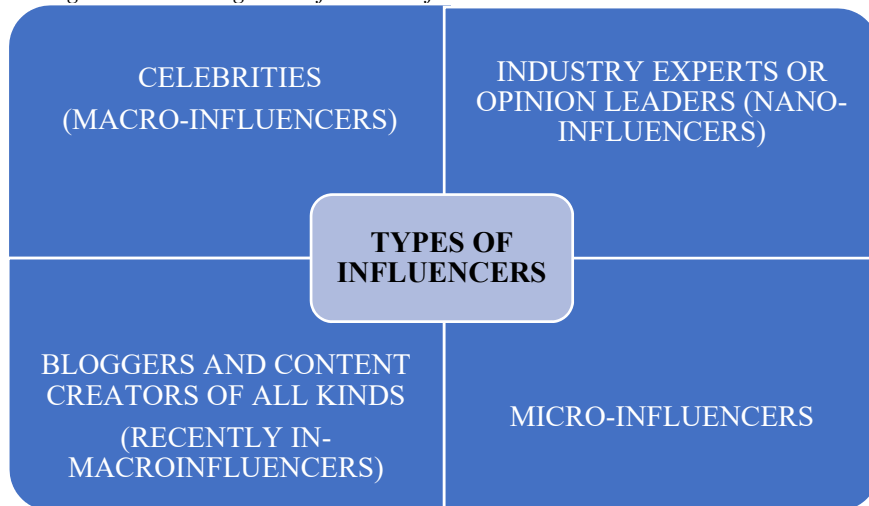 CELEBRITIES
(MACRO-INFLUENCERS)
INDUSTRY EXPERTS OR
OPINION LEADERS (NANO-
INFLUENCERS)
TYPES OF
INFLUENCERS
BLOGGERS AND CONTENT
CREATORS OF ALL KINDS
(RECENTLY IN-
MACROINFLUENCERS)
MICRO-INFLUENCERS